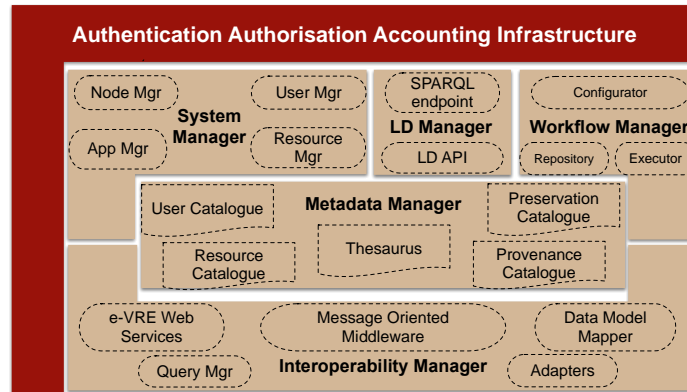 Authentication Authorisation Accounting Infrastructure
Node Mgr
User Mgr
System
Manager
App Mgr
Resource
Mgr
SPARQL
endpoint
LD Manager
LD API
Configurator
Workflow Manager
Repository
Executor
User Catalogue
Metadata Manager
Preservation
Catalogue
Resource
Catalogue
Thesaurus
Provenance
Catalogue
e-VRE Web
Services
Message Oriented
Middleware
Data Model
Mapper
Query Mgr
Interoperability Manager
Adapters